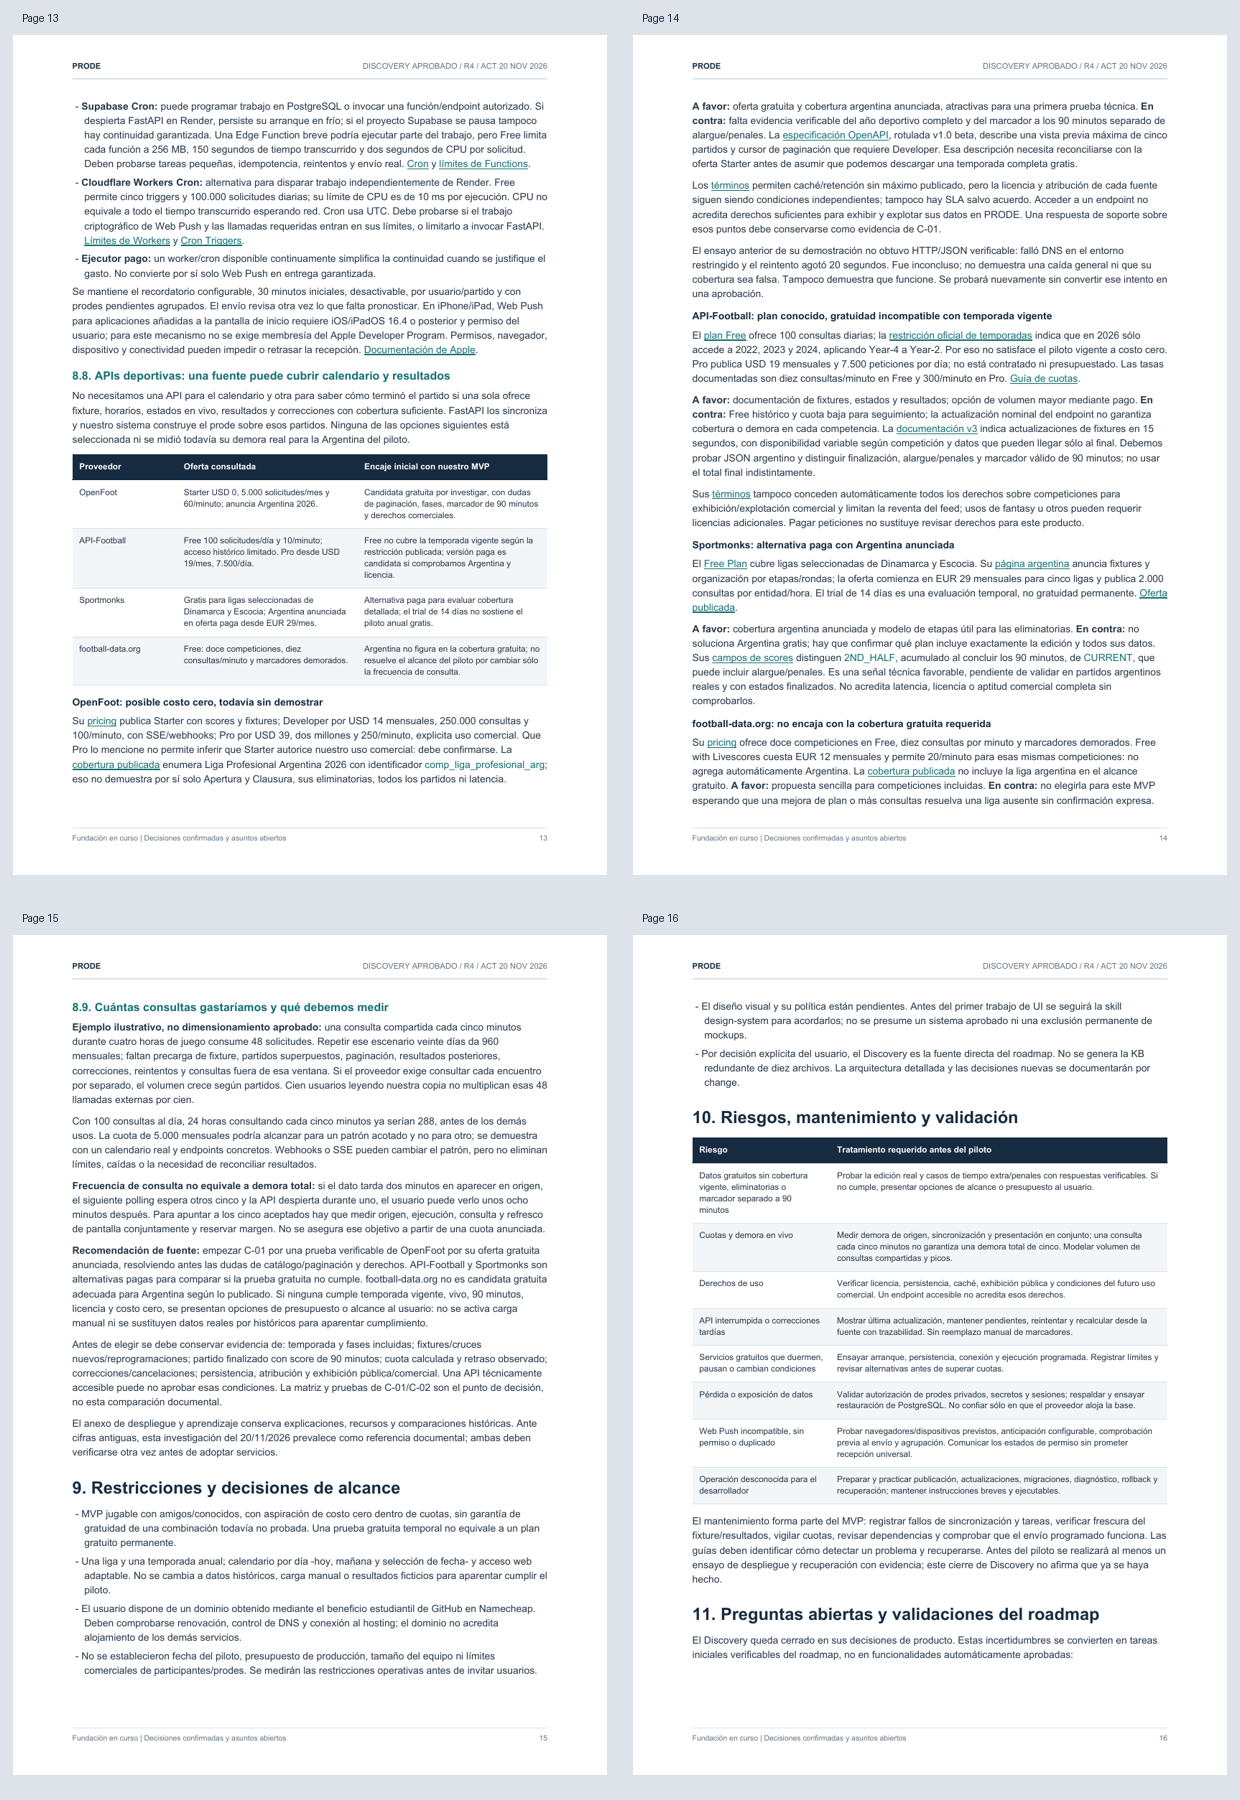 Page 13
PRODE
DISCOVERY APROBADO / R4 / ACT 20 NOV 2026
- Supabase Cron: puede programar trabajo en PostgreSQL o invocar una función/endpoint autorizado. Si
despierta FastAPI en Render, persiste su arranque en frío; si el proyecto Supabase se pausa tampoco
hay continuidad garantizada. Una Edge Function breve podría ejecutar parte del trabajo, pero Free limita
cada función a 256 MB, 150 segundos de tiempo transcurrido y dos segundos de CPU por solicitud.
Deben probarse tareas pequeñas, idempotencia, reintentos y envío real. Cron y límites de Functions.
- Cloudflare Workers Cron: alternativa para disparar trabajo independientemente de Render. Free
permite cinco triggers y 100.000 solicitudes diarias; su límite de CPU es de 10 ms por ejecución. CPU no
equivale a todo el tiempo transcurrido esperando red. Cron usa UTC. Debe probarse si el trabajo
criptográfico de Web Push y las llamadas requeridas entran en sus límites, o limitarlo a invocar FastAPI.
Límites de Workers y Cron Triggers.
- Ejecutor pago: un worker/cron disponible continuamente simplifica la continuidad cuando se justifique el
gasto. No convierte por sí solo Web Push en entrega garantizada.
Se mantiene el recordatorio configurable, 30 minutos iniciales, desactivable, por usuario/partido y con
prodes pendientes agrupados. El envío revisa otra vez lo que falta pronosticar. En iPhone/iPad, Web Push
para aplicaciones añadidas a la pantalla de inicio requiere iOS/iPadOS 16.4 o posterior y permiso del
usuario; para este mecanismo no se exige membresía del Apple Developer Program. Permisos, navegador,
dispositivo y conectividad pueden impedir o retrasar la recepción. Documentación de Apple.
8.8. APIs deportivas: una fuente puede cubrir calendario y resultados
No necesitamos una API para el calendario y otra para saber cómo terminó el partido si una sola ofrece
fixture, horarios, estados en vivo, resultados y correcciones con cobertura suficiente. FastAPI los sincroniza
y nuestro sistema construye el prode sobre esos partidos. Ninguna de las opciones siguientes está
seleccionada ni se midió todavía su demora real para la Argentina del piloto.
Proveedor
Oferta consultada
Encaje inicial con nuestro MVP
OpenFoot
Starter USD 0, 5.000 solicitudes/mes y
60/minuto; anuncia Argentina 2026.
Candidata gratuita por investigar, con dudas
de paginación, fases, marcador de 90 minutos
y derechos comerciales.
API-Football
Free 100 solicitudes/día y 10/minuto;
acceso histórico limitado. Pro desde USD
19/mes, 7.500/día.
Free no cubre la temporada vigente según la
restricción publicada; versión paga es
candidata si comprobamos Argentina y
licencia.
Sportmonks
Gratis para ligas seleccionadas de
Dinamarca y Escocia; Argentina anunciada
en oferta paga desde EUR 29/mes.
Alternativa paga para evaluar cobertura
detallada; el trial de 14 días no sostiene el
piloto anual gratis.
football-data.org
Free: doce competiciones, diez
consultas/minuto y marcadores demorados.
Argentina no figura en la cobertura gratuita; no
resuelve el alcance del piloto por cambiar sólo
la frecuencia de consulta.
OpenFoot: posible costo cero, todavía sin demostrar
Su pricing publica Starter con scores y fixtures; Developer por USD 14 mensuales, 250.000 consultas y
100/minuto, con SSE/webhooks; Pro por USD 39, dos millones y 250/minuto, explicita uso comercial. Que
Pro lo mencione no permite inferir que Starter autorice nuestro uso comercial: debe confirmarse. La
cobertura publicada enumera Liga Profesional Argentina 2026 con identificador comp_liga_profesional_arg;
eso no demuestra por sí solo Apertura y Clausura, sus eliminatorias, todos los partidos ni latencia.
Fundación en curso | Decisiones confirmadas y asuntos abiertos
13
Page 14
PRODE
DISCOVERY APROBADO / R4 / ACT 20 NOV 2026
A favor: oferta gratuita y cobertura argentina anunciada, atractivas para una primera prueba técnica. En
contra: falta evidencia verificable del año deportivo completo y del marcador a los 90 minutos separado de
alargue/penales. La especificación OpenAPI, rotulada v1.0 beta, describe una vista previa máxima de cinco
partidos y cursor de paginación que requiere Developer. Esa descripción necesita reconciliarse con la
oferta Starter antes de asumir que podemos descargar una temporada completa gratis.
Los términos permiten caché/retención sin máximo publicado, pero la licencia y atribución de cada fuente
siguen siendo condiciones independientes; tampoco hay SLA salvo acuerdo. Acceder a un endpoint no
acredita derechos suficientes para exhibir y explotar sus datos en PRODE. Una respuesta de soporte sobre
esos puntos debe conservarse como evidencia de C-01.
El ensayo anterior de su demostración no obtuvo HTTP/JSON verificable: falló DNS en el entorno
restringido y el reintento agotó 20 segundos. Fue inconcluso; no demuestra una caída general ni que su
cobertura sea falsa. Tampoco demuestra que funcione. Se probará nuevamente sin convertir ese intento en
una aprobación.
API-Football: plan conocido, gratuidad incompatible con temporada vigente
El plan Free ofrece 100 consultas diarias; la restricción oficial de temporadas indica que en 2026 sólo
accede a 2022, 2023 y 2024, aplicando Year-4 a Year-2. Por eso no satisface el piloto vigente a costo cero.
Pro publica USD 19 mensuales y 7.500 peticiones por día; no está contratado ni presupuestado. Las tasas
documentadas son diez consultas/minuto en Free y 300/minuto en Pro. Guía de cuotas.
A favor: documentación de fixtures, estados y resultados; opción de volumen mayor mediante pago. En
contra: Free histórico y cuota baja para seguimiento; la actualización nominal del endpoint no garantiza
cobertura o demora en cada competencia. La documentación v3 indica actualizaciones de fixtures en 15
segundos, con disponibilidad variable según competición y datos que pueden llegar sólo al final. Debemos
probar JSON argentino y distinguir finalización, alargue/penales y marcador válido de 90 minutos; no usar
el total final indistintamente.
Sus términos tampoco conceden automáticamente todos los derechos sobre competiciones para
exhibición/explotación comercial y limitan la reventa del feed; usos de fantasy u otros pueden requerir
licencias adicionales. Pagar peticiones no sustituye revisar derechos para este producto.
Sportmonks: alternativa paga con Argentina anunciada
El Free Plan cubre ligas seleccionadas de Dinamarca y Escocia. Su página argentina anuncia fixtures y
organización por etapas/rondas; la oferta comienza en EUR 29 mensuales para cinco ligas y publica 2.000
consultas por entidad/hora. El trial de 14 días es una evaluación temporal, no gratuidad permanente. Oferta
publicada.
A favor: cobertura argentina anunciada y modelo de etapas útil para las eliminatorias. En contra: no
soluciona Argentina gratis; hay que confirmar qué plan incluye exactamente la edición y todos sus datos.
Sus campos de scores distinguen 2ND_HALF, acumulado al concluir los 90 minutos, de CURRENT, que
puede incluir alargue/penales. Es una señal técnica favorable, pendiente de validar en partidos argentinos
reales y con estados finalizados. No acredita latencia, licencia o aptitud comercial completa sin
comprobarlos.
football-data.org: no encaja con la cobertura gratuita requerida
Su pricing ofrece doce competiciones en Free, diez consultas por minuto y marcadores demorados. Free
with Livescores cuesta EUR 12 mensuales y permite 20/minuto para esas mismas competiciones: no
agrega automáticamente Argentina. La cobertura publicada no incluye la liga argentina en el alcance
gratuito. A favor: propuesta sencilla para competiciones incluidas. En contra: no elegirla para este MVP
esperando que una mejora de plan o más consultas resuelva una liga ausente sin confirmación expresa.
Fundación en curso | Decisiones confirmadas y asuntos abiertos
14
Page 15
PRODE
DISCOVERY APROBADO / R4 / ACT 20 NOV 2026
8.9. Cuántas consultas gastaríamos y qué debemos medir
Ejemplo ilustrativo, no dimensionamiento aprobado: una consulta compartida cada cinco minutos
durante cuatro horas de juego consume 48 solicitudes. Repetir ese escenario veinte días da 960
mensuales; faltan precarga de fixture, partidos superpuestos, paginación, resultados posteriores,
correcciones, reintentos y consultas fuera de esa ventana. Si el proveedor exige consultar cada encuentro
por separado, el volumen crece según partidos. Cien usuarios leyendo nuestra copia no multiplican esas 48
llamadas externas por cien.
Con 100 consultas al día, 24 horas consultando cada cinco minutos ya serían 288, antes de los demás
usos. La cuota de 5.000 mensuales podría alcanzar para un patrón acotado y no para otro; se demuestra
con un calendario real y endpoints concretos. Webhooks o SSE pueden cambiar el patrón, pero no eliminan
límites, caídas o la necesidad de reconciliar resultados.
Frecuencia de consulta no equivale a demora total: si el dato tarda dos minutos en aparecer en origen,
el siguiente polling espera otros cinco y la API despierta durante uno, el usuario puede verlo unos ocho
minutos después. Para apuntar a los cinco aceptados hay que medir origen, ejecución, consulta y refresco
de pantalla conjuntamente y reservar margen. No se asegura ese objetivo a partir de una cuota anunciada.
Recomendación de fuente: empezar C-01 por una prueba verificable de OpenFoot por su oferta gratuita
anunciada, resolviendo antes las dudas de catálogo/paginación y derechos. API-Football y Sportmonks son
alternativas pagas para comparar si la prueba gratuita no cumple. football-data.org no es candidata gratuita
adecuada para Argentina según lo publicado. Si ninguna cumple temporada vigente, vivo, 90 minutos,
licencia y costo cero, se presentan opciones de presupuesto o alcance al usuario: no se activa carga
manual ni se sustituyen datos reales por históricos para aparentar cumplimiento.
Antes de elegir se debe conservar evidencia de: temporada y fases incluidas; fixtures/cruces
nuevos/reprogramaciones; partido finalizado con score de 90 minutos; cuota calculada y retraso observado;
correcciones/cancelaciones; persistencia, atribución y exhibición pública/comercial. Una API técnicamente
accesible puede no aprobar esas condiciones. La matriz y pruebas de C-01/C-02 son el punto de decisión,
no esta comparación documental.
El anexo de despliegue y aprendizaje conserva explicaciones, recursos y comparaciones históricas. Ante
cifras antiguas, esta investigación del 20/11/2026 prevalece como referencia documental; ambas deben
verificarse otra vez antes de adoptar servicios.
9. Restricciones y decisiones de alcance
- MVP jugable con amigos/conocidos, con aspiración de costo cero dentro de cuotas, sin garantía de
gratuidad de una combinación todavía no probada. Una prueba gratuita temporal no equivale a un plan
gratuito permanente.
- Una liga y una temporada anual; calendario por día -hoy, mañana y selección de fecha- y acceso web
adaptable. No se cambia a datos históricos, carga manual o resultados ficticios para aparentar cumplir el
piloto.
- El usuario dispone de un dominio obtenido mediante el beneficio estudiantil de GitHub en Namecheap.
Deben comprobarse renovación, control de DNS y conexión al hosting; el dominio no acredita
alojamiento de los demás servicios.
- No se establecieron fecha del piloto, presupuesto de producción, tamaño del equipo ni límites
comerciales de participantes/prodes. Se medirán las restricciones operativas antes de invitar usuarios.
Fundación en curso | Decisiones confirmadas y asuntos abiertos
15
Page 16
PRODE
DISCOVERY APROBADO / R4 / ACT 20 NOV 2026
- El diseño visual y su política están pendientes. Antes del primer trabajo de UI se seguirá la skill
design-system para acordarlos; no se presume un sistema aprobado ni una exclusión permanente de
mockups.
- Por decisión explícita del usuario, el Discovery es la fuente directa del roadmap. No se genera la KB
redundante de diez archivos. La arquitectura detallada y las decisiones nuevas se documentarán por
change.
10. Riesgos, mantenimiento y validación
Riesgo
Tratamiento requerido antes del piloto
Datos gratuitos sin cobertura
vigente, eliminatorias o
marcador separado a 90
minutos
Probar la edición real y casos de tiempo extra/penales con respuestas verificables. Si
no cumple, presentar opciones de alcance o presupuesto al usuario.
Cuotas y demora en vivo
Medir demora de origen, sincronización y presentación en conjunto; una consulta
cada cinco minutos no garantiza una demora total de cinco. Modelar volumen de
consultas compartidas y picos.
Derechos de uso
Verificar licencia, persistencia, caché, exhibición pública y condiciones del futuro uso
comercial. Un endpoint accesible no acredita esos derechos.
API interrumpida o correcciones
tardías
Mostrar última actualización, mantener pendientes, reintentar y recalcular desde la
fuente con trazabilidad. Sin reemplazo manual de marcadores.
Servicios gratuitos que duermen,
pausan o cambian condiciones
Ensayar arranque, persistencia, conexión y ejecución programada. Registrar límites y
revisar alternativas antes de superar cuotas.
Pérdida o exposición de datos
Validar autorización de prodes privados, secretos y sesiones; respaldar y ensayar
restauración de PostgreSQL. No confiar sólo en que el proveedor aloja la base.
Web Push incompatible, sin
permiso o duplicado
Probar navegadores/dispositivos previstos, anticipación configurable, comprobación
previa al envío y agrupación. Comunicar los estados de permiso sin prometer
recepción universal.
Operación desconocida para el
desarrollador
Preparar y practicar publicación, actualizaciones, migraciones, diagnóstico, rollback y
recuperación; mantener instrucciones breves y ejecutables.
El mantenimiento forma parte del MVP: registrar fallos de sincronización y tareas, verificar frescura del
fixture/resultados, vigilar cuotas, revisar dependencias y comprobar que el envío programado funciona. Las
guías deben identificar cómo detectar un problema y recuperarse. Antes del piloto se realizará al menos un
ensayo de despliegue y recuperación con evidencia; este cierre de Discovery no afirma que ya se haya
hecho.
11. Preguntas abiertas y validaciones del roadmap
El Discovery queda cerrado en sus decisiones de producto. Estas incertidumbres se convierten en tareas
iniciales verificables del roadmap, no en funcionalidades automáticamente aprobadas:
Fundación en curso | Decisiones confirmadas y asuntos abiertos
16